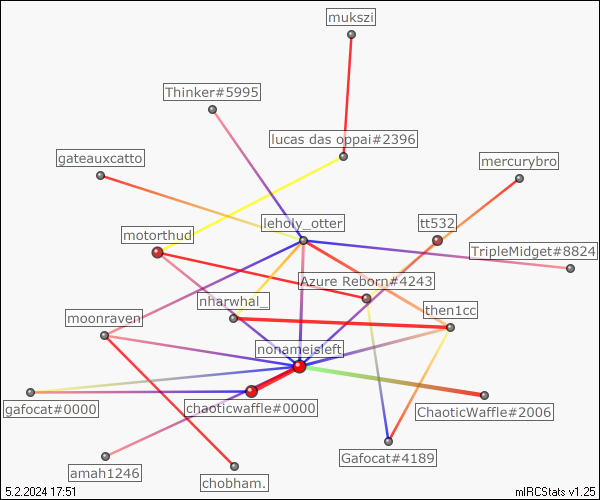 mukszi
Thinker#5995
lucas das oppai#2396
gateauxcatto
mercurybro
leholy_otter
tt532
motorthud
TripleMidget#8824
Azure Reborn#4243
nharwhal_
then1cc
moonraven
nonameisleft
gafocat#0000
chaoticwaffle#0000
ChaoticWaffle#2006
Gafocat#4189
amah1246
chobham.
5.2.2024 17:51
mIRCStats v1.25